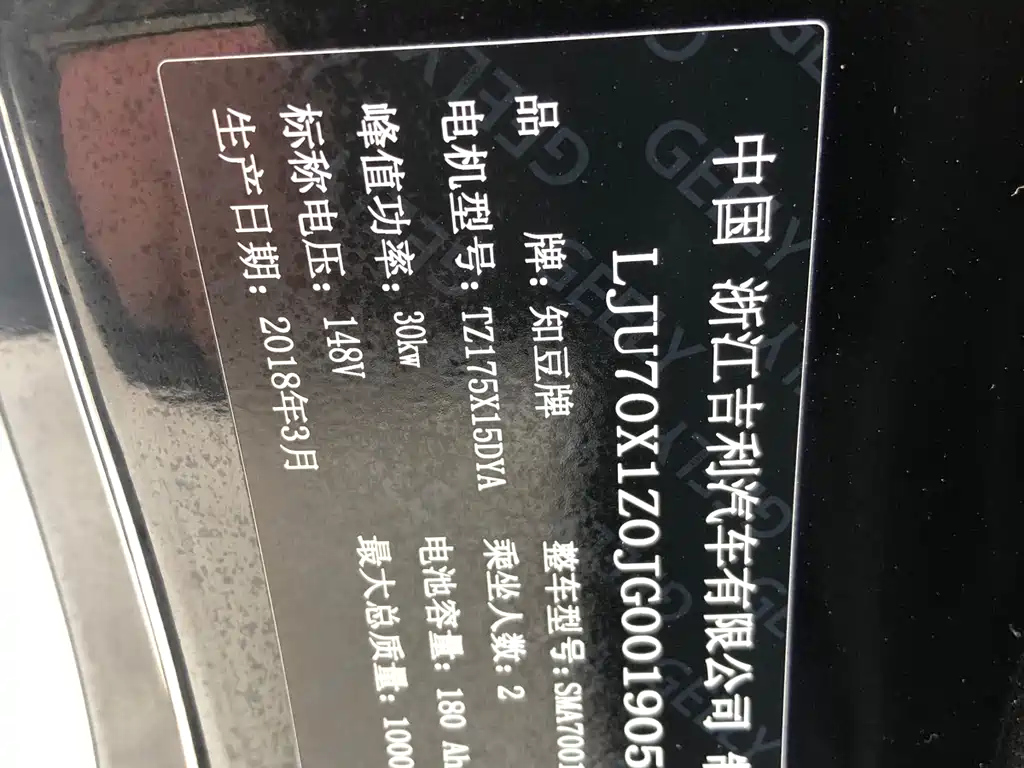 中国 浙江吉利汽车有限公司
LJU70X1Z0JG001905
品 牌：知豆牌 整车型号：SMA7001
电机型号：TZ175X15DYA 乘坐人数：2
峰值功率：30kw 电池容量：180 Ah
标称电压：148V 最大总质量：1000
生产日期：2018年3月